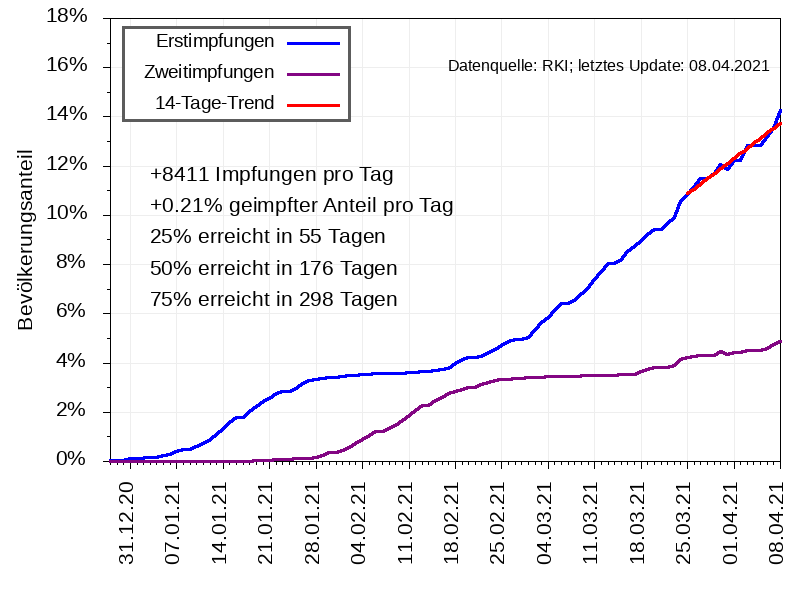 18%
16%
14%
12%
10%
8%
6%
4%
2%
0%
Bevölkerungsanteil
Erstimpfungen
Zweitimpfungen
14-Tage-Trend
Datenquelle: RKI; letztes Update: 08.04.2021
+8411 Impfungen pro Tag
+0.21% geimpfter Anteil pro Tag
25% erreicht in 55 Tagen
50% erreicht in 176 Tagen
75% erreicht in 298 Tagen
31.12.20
07.01.21
14.01.21
21.01.21
28.01.21
04.02.21
11.02.21
18.02.21
25.02.21
04.03.21
11.03.21
18.03.21
25.03.21
01.04.21
08.04.21